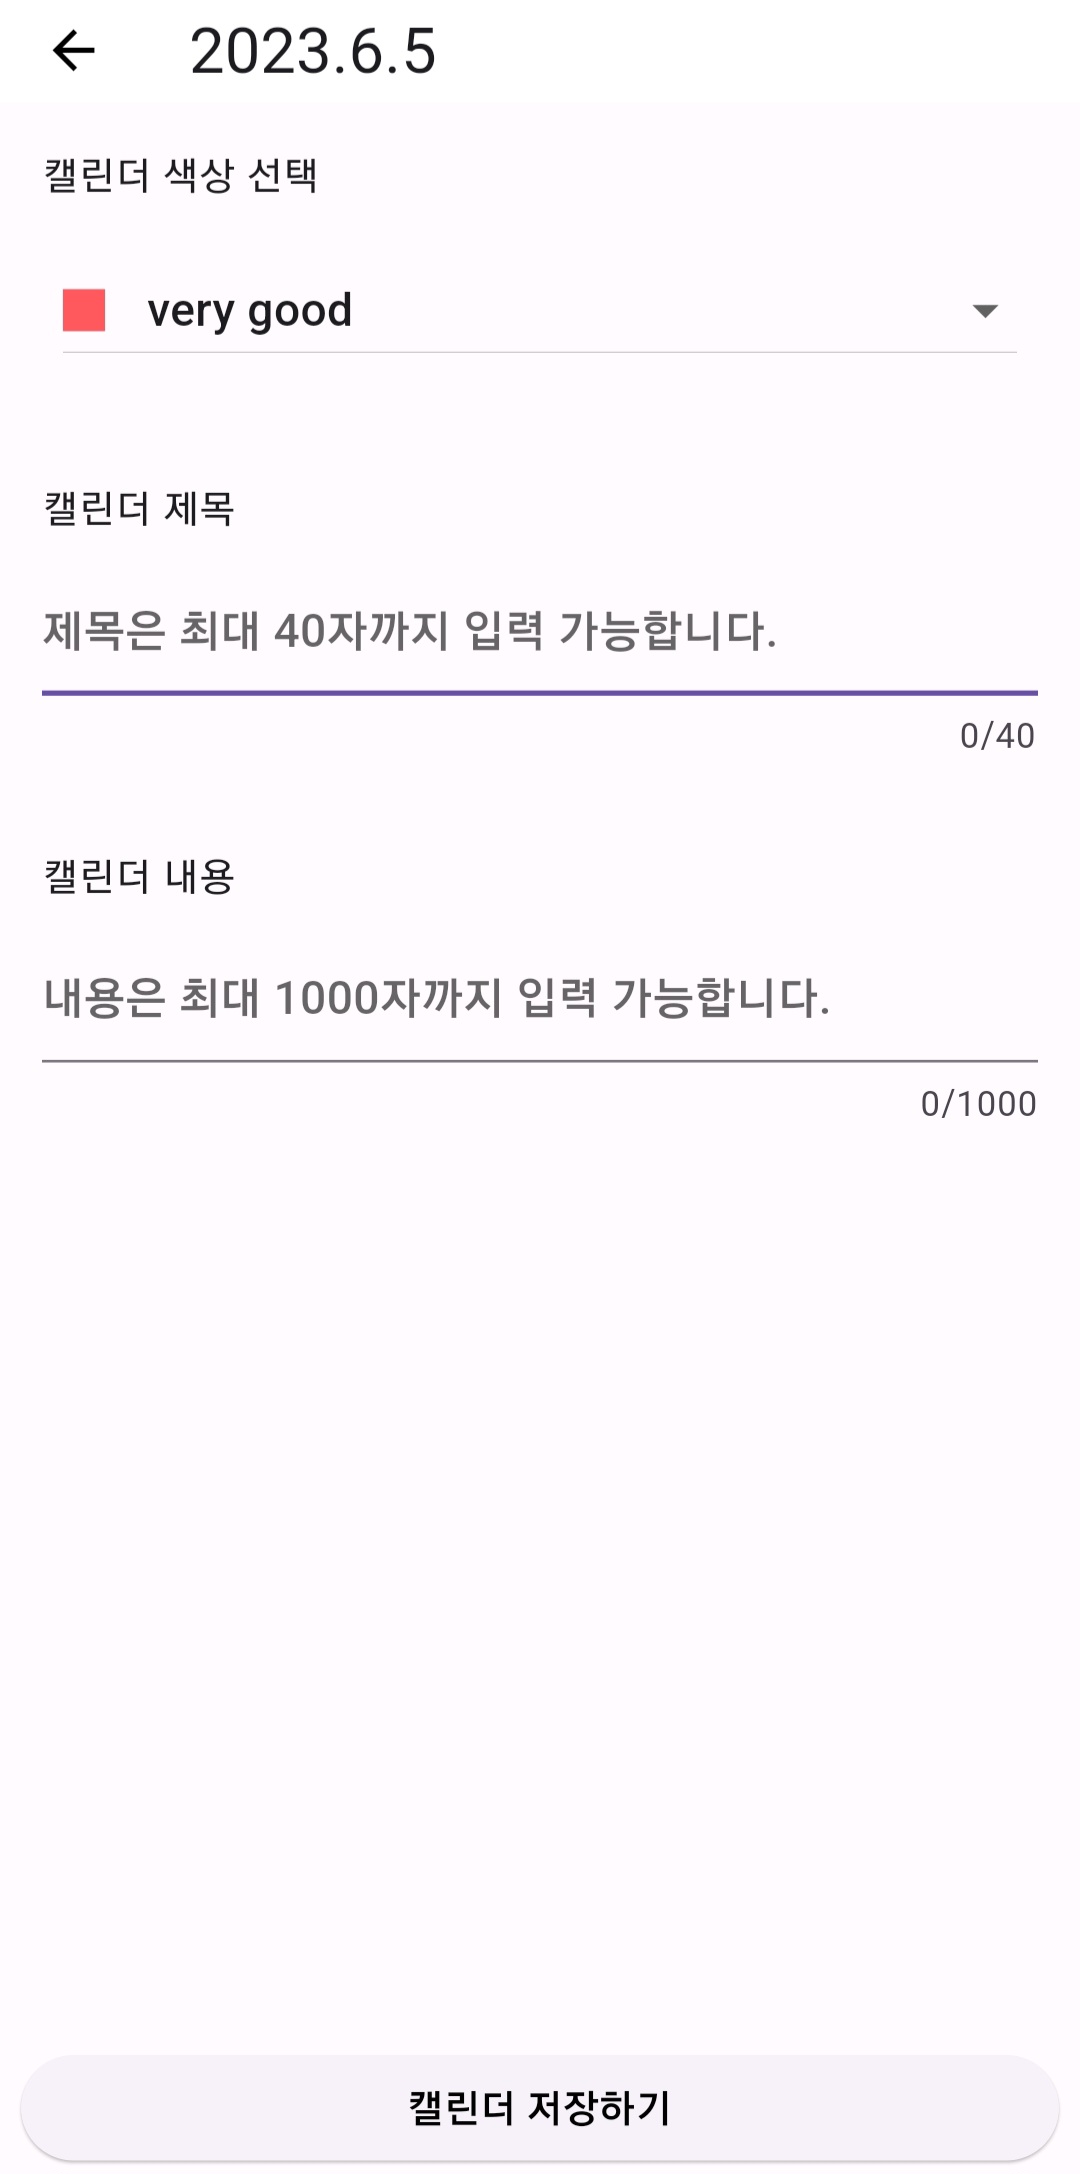 2023.6.5
캘린더 색상 선택
very good
캘린더 제목
제목은 최대 40자까지 입력 가능합니다.
0/40
캘린더 내용
내용은 최대 1000자까지 입력 가능합니다.
0/1000
캘린더 저장하기